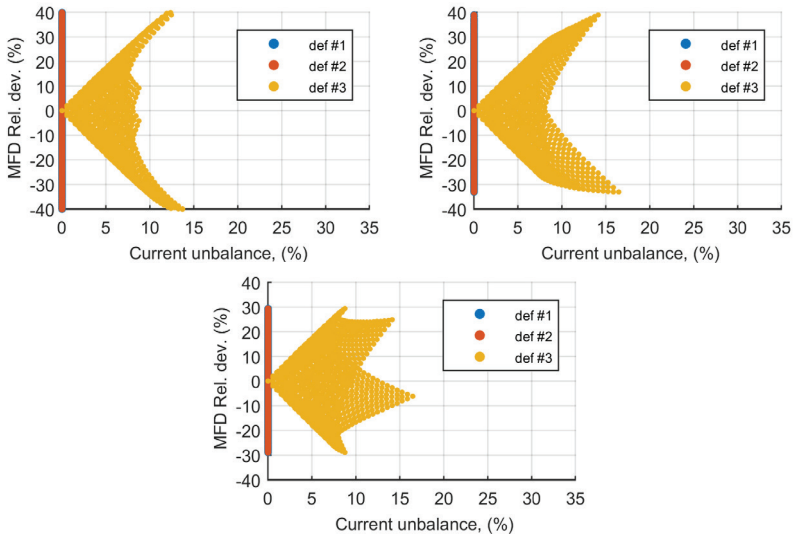 40
30
20
10
0
-10
-20
-30
-40
MFD Rel. dev. (%)
0 5 10 15 20 25 30 35
Current unbalance, (%)
def #1
def #2
def #3
40
30
20
10
0
-10
-20
-30
-40
MFD Rel. dev. (%)
0 5 10 15 20 25 30 35
Current unbalance, (%)
def #1
def #2
def #3
40
30
20
10
0
-10
-20
-30
-40
MFD Rel. dev. (%)
0 5 10 15 20 25 30 35
Current unbalance, (%)
def #1
def #2
def #3